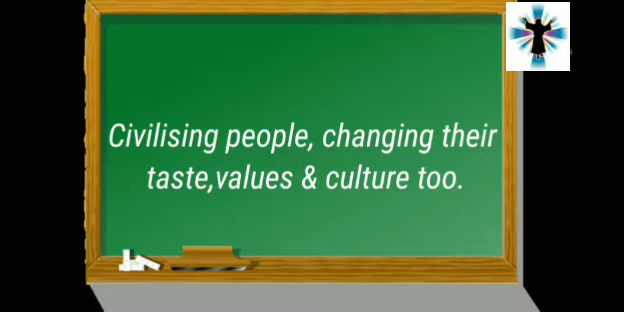 Civilising people, changing their
taste,values & culture too.